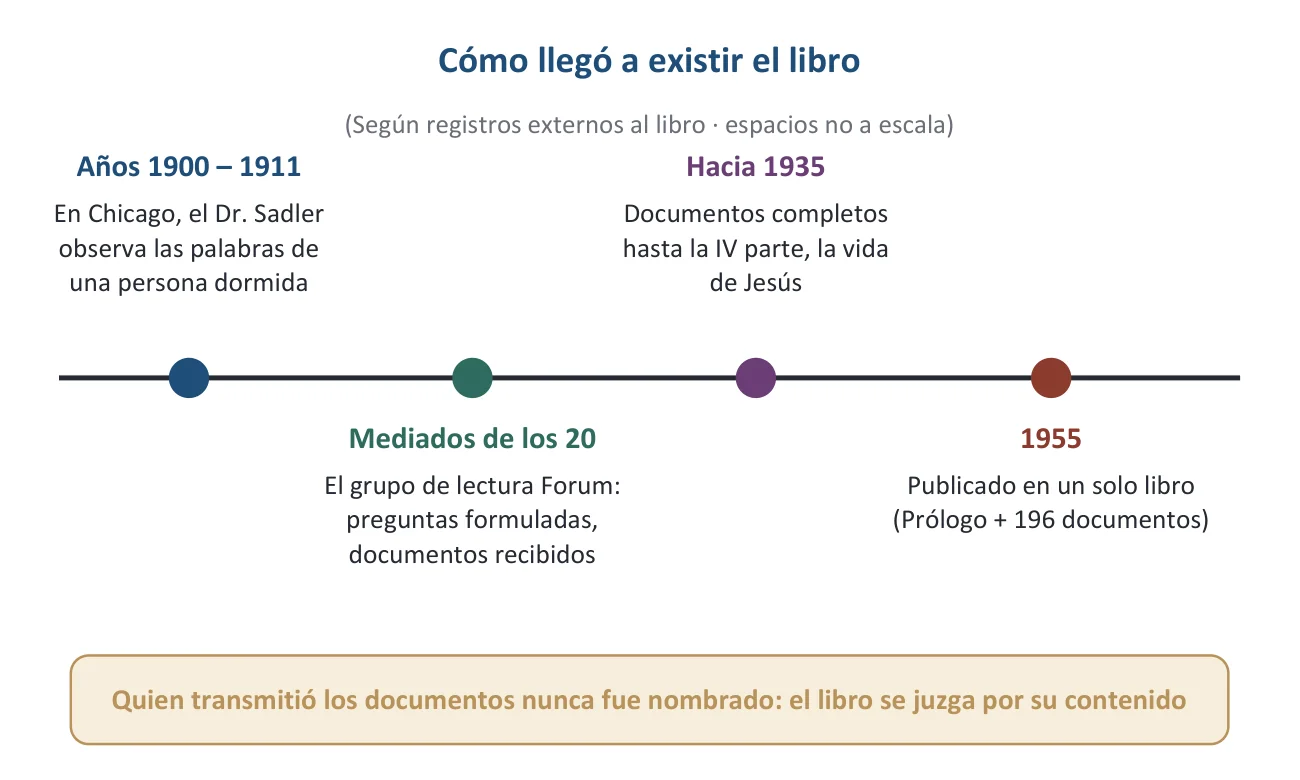 Cómo llegó a existir el libro
(Según registros externos al libro · espacios no a escala)
Años 1900 – 1911
En Chicago, el Dr. Sadler
observa las palabras de
una persona dormida
Hacia 1935
Documentos completos
hasta la IV parte, la vida
de Jesús
Mediados de los 20
El grupo de lectura Forum:
preguntas formuladas,
documentos recibidos
1955
Publicado en un solo libro
(Prólogo + 196 documentos)
Quien transmitió los documentos nunca fue nombrado: el libro se juzga por su contenido